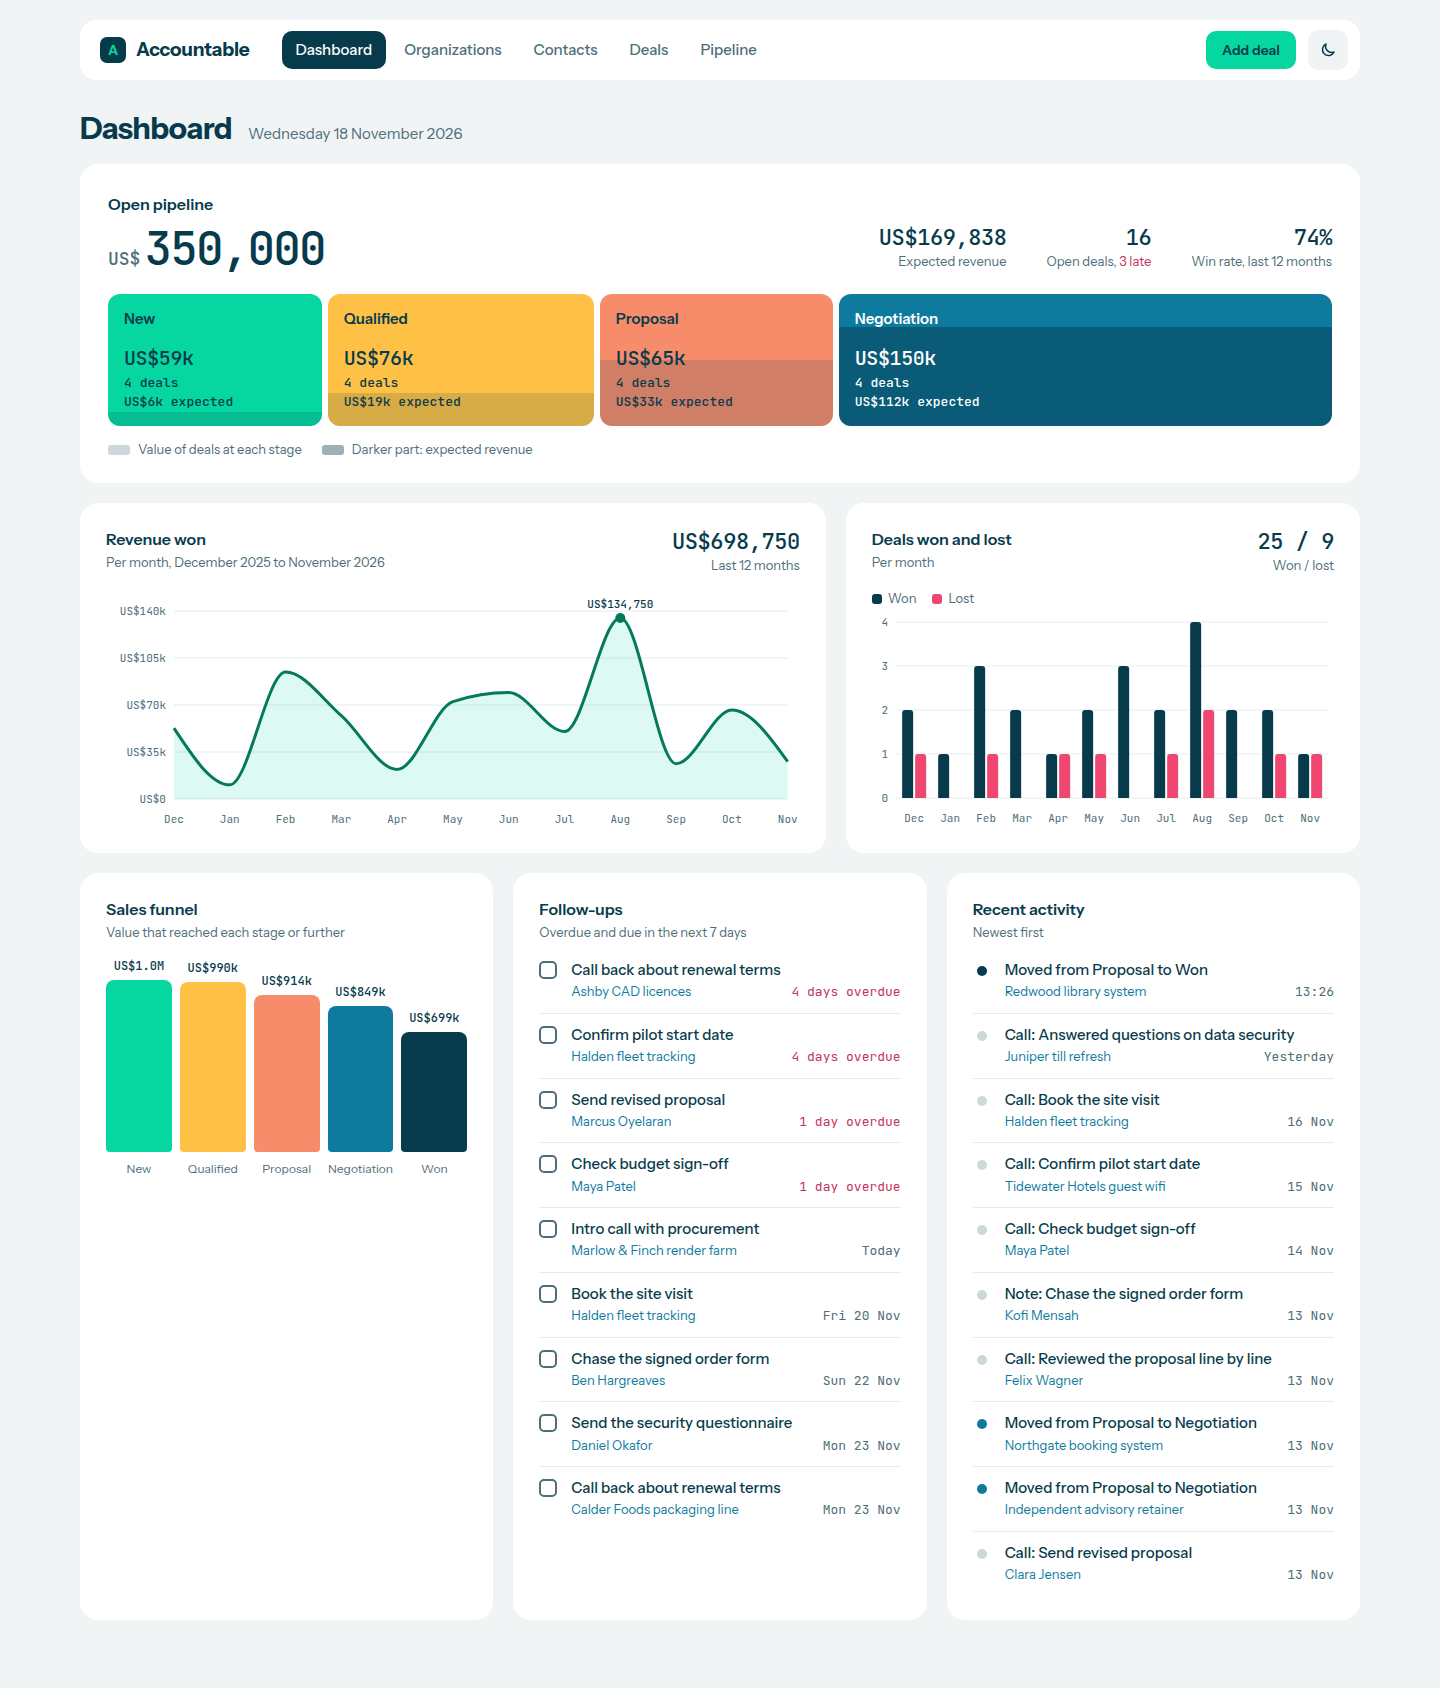 A Accountable Dashboard Organizations Contacts Deals Pipeline Add deal
Dashboard Wednesday 18 November 2026
Open pipeline
US$ 350,000
US$169,838 16 74%
Expected revenue Open deals, 3 late Win rate, last 12 months
New Qualified Proposal Negotiation
US$59k US$76k US$65k US$150k
4 deals 4 deals 4 deals 4 deals
US$6k expected US$19k expected US$33k expected US$112k expected
Value of deals at each stage Darker part: expected revenue
Revenue won
Per month, December 2025 to November 2026
US$698,750
Last 12 months
US$134,750
US$140k
US$105k
US$70k
US$35k
US$0
Dec Jan Feb Mar Apr May Jun Jul Aug Sep Oct Nov
Deals won and lost
Per month
25 / 9
Won / lost
Won Lost
4
3
2
1
0
Dec Jan Feb Mar Apr May Jun Jul Aug Sep Oct Nov
Sales funnel
Value that reached each stage or further
US$1.0M US$990k US$914k US$849k US$699k
New Qualified Proposal Negotiation Won
Follow-ups
Overdue and due in the next 7 days
Call back about renewal terms
Ashby CAD licences 4 days overdue
Confirm pilot start date
Halden fleet tracking 4 days overdue
Send revised proposal
Marcus Oyelaran 1 day overdue
Check budget sign-off
Maya Patel 1 day overdue
Intro call with procurement
Marlow & Finch render farm Today
Book the site visit
Halden fleet tracking Fri 20 Nov
Chase the signed order form
Ben Hargreaves Sun 22 Nov
Send the security questionnaire
Daniel Okafor Mon 23 Nov
Call back about renewal terms
Calder Foods packaging line Mon 23 Nov
Recent activity
Newest first
Moved from Proposal to Won
Redwood library system 13:26
Call: Answered questions on data security
Juniper till refresh Yesterday
Call: Book the site visit
Halden fleet tracking 16 Nov
Call: Confirm pilot start date
Tidewater Hotels guest wifi 15 Nov
Call: Check budget sign-off
Maya Patel 14 Nov
Note: Chase the signed order form
Kofi Mensah 13 Nov
Call: Reviewed the proposal line by line
Felix Wagner 13 Nov
Moved from Proposal to Negotiation
Northgate booking system 13 Nov
Moved from Proposal to Negotiation
Independent advisory retainer 13 Nov
Call: Send revised proposal
Clara Jensen 13 Nov